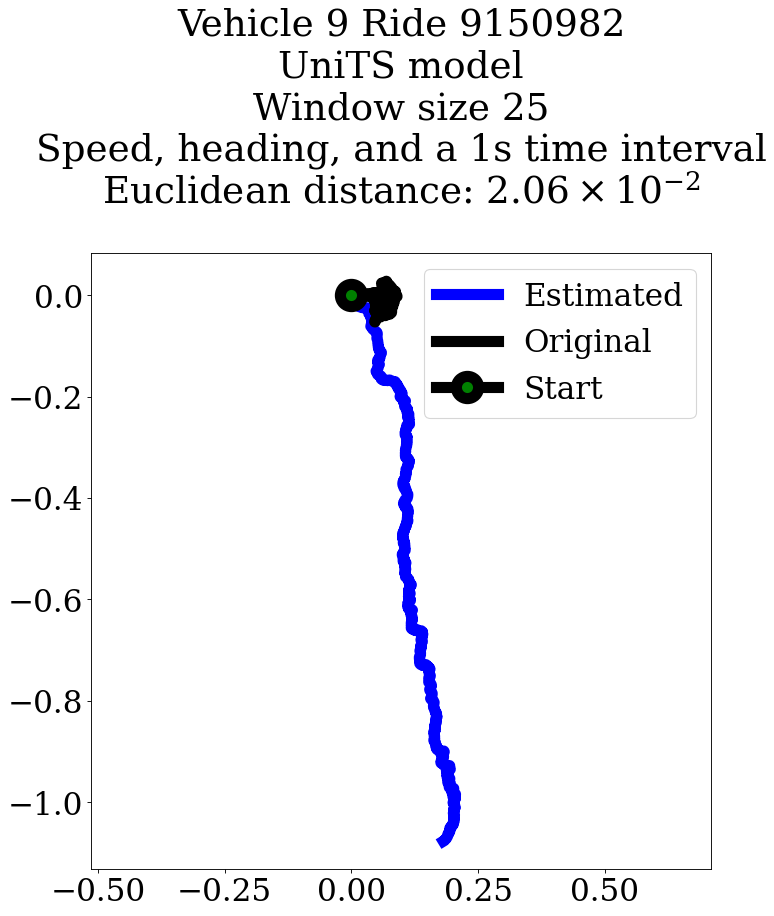 Vehicle 9 Ride 9150982
UniTS model
Window size 25
Speed, heading, and a 1s time interval
Euclidean distance: 2.06 × 10⁻²
Estimated
Original
Start
0.0
−0.2
−0.4
−0.6
−0.8
−1.0
−0.50 −0.25 0.00 0.25 0.50